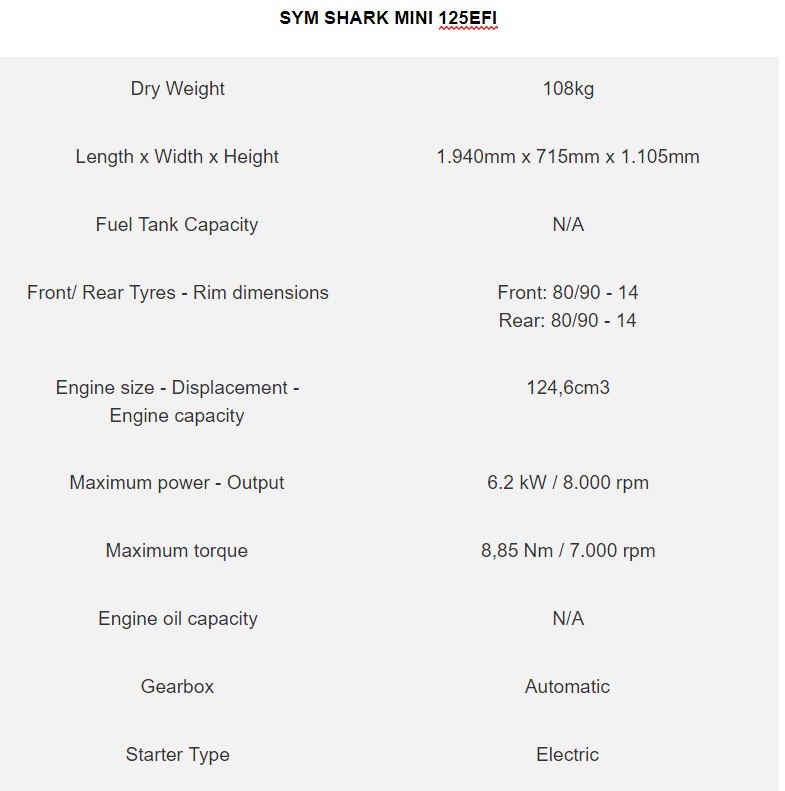 SYM SHARK MINI 125EFI
Dry Weight 108kg
Length x Width x Height 1.940mm x 715mm x 1.105mm
Fuel Tank Capacity N/A
Front/ Rear Tyres - Rim dimensions Front: 80/90 - 14
Rear: 80/90 - 14
Engine size - Displacement - 124,6cm3
Engine capacity
Maximum power - Output 6.2 kW / 8.000 rpm
Maximum torque 8,85 Nm / 7.000 rpm
Engine oil capacity N/A
Gearbox Automatic
Starter Type Electric